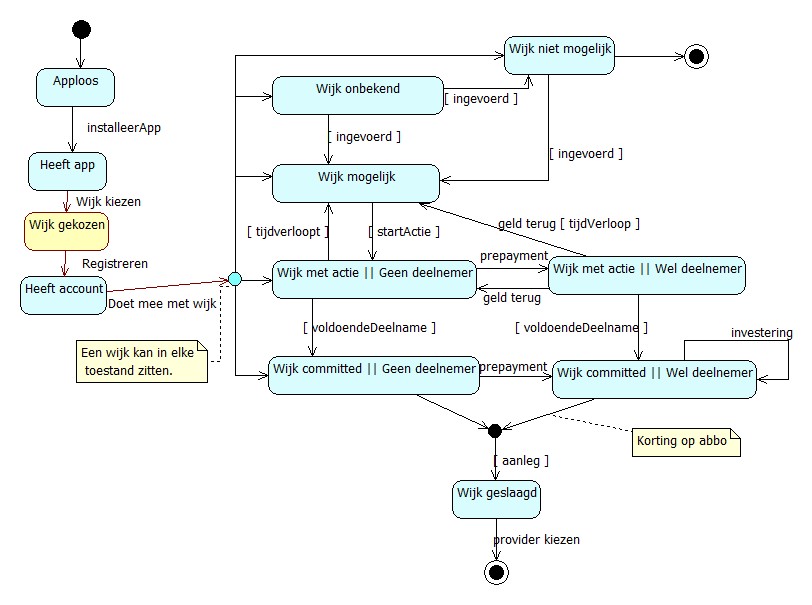 Wijk niet mogelijk
Apploos
Wijk onbekend
[ ingevoerd ]
installeerApp
[ ingevoerd ]
[ ingevoerd ]
Heeft app
Wijk mogelijk
Wijk kiezen
Wijk gekozen
[ tijdverloopt ]
[ startActie ]
geld terug [ tijdVerloop ]
Registreren
prepayment
Wijk met actie || Geen deelnemer
Wijk met actie || Wel deelnemer
Heeft account
Doet mee met wijk
geld terug
[ voldoendeDeelname ]
[ voldoendeDeelname ]
investering
Een wijk kan in elke
toestand zitten.
Wijk committed || Geen deelnemer
prepayment
Wijk committed || Wel deelnemer
Korting op abbo
[ aanleg ]
Wijk geslaagd
provider kiezen